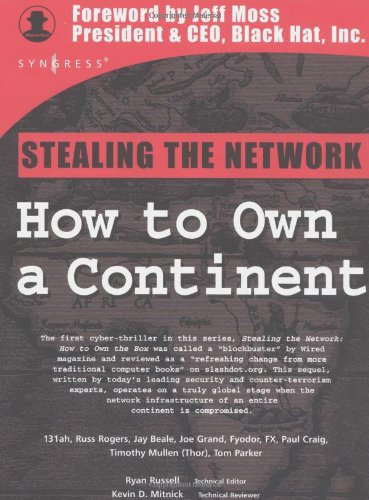 Foreword by Jeff Moss
President & CEO, Black Hat, Inc.
SYNGRESS®
STEALING THE NETWORK
How to Own
a Continent
The first cyber-thriller in this series, Stealing the Network:
How to Own the Box was called a "blockbuster" by Wired
magazine and reviewed as a "refreshing change from more
traditional computer books" on slashdot.org. This sequel,
written by today's leading security and counter-terrorism
experts, operates on a truly global stage when the
network infrastructure of an entire
continent is compromised.
131ah, Russ Rogers, Jay Beale, Joe Grand, Fyodor, FX, Paul Craig,
Timothy Mullen (Thor), Tom Parker
Ryan Russell Technical Editor
Kevin D. Mitnick Technical Reviewer